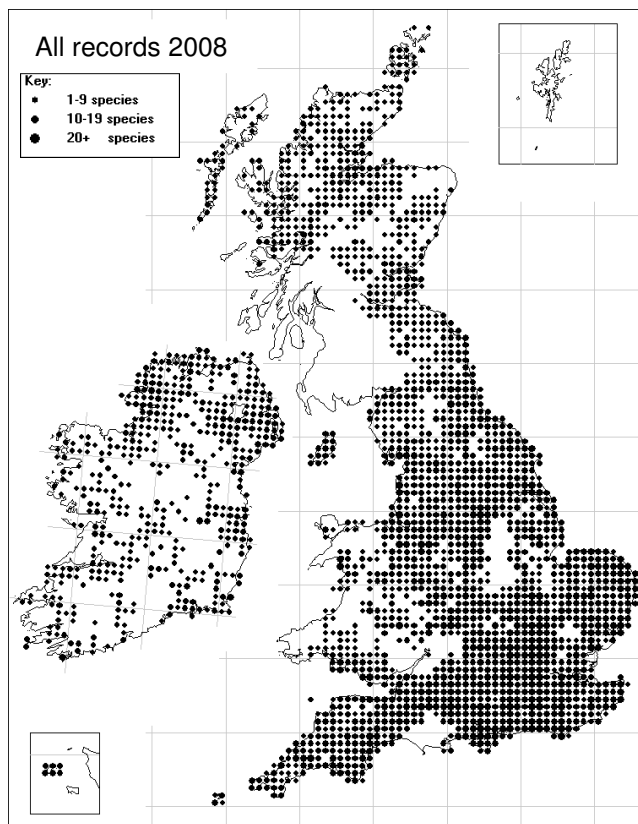 All records 2008
Key:
1-9 species
10-19 species
20+ species